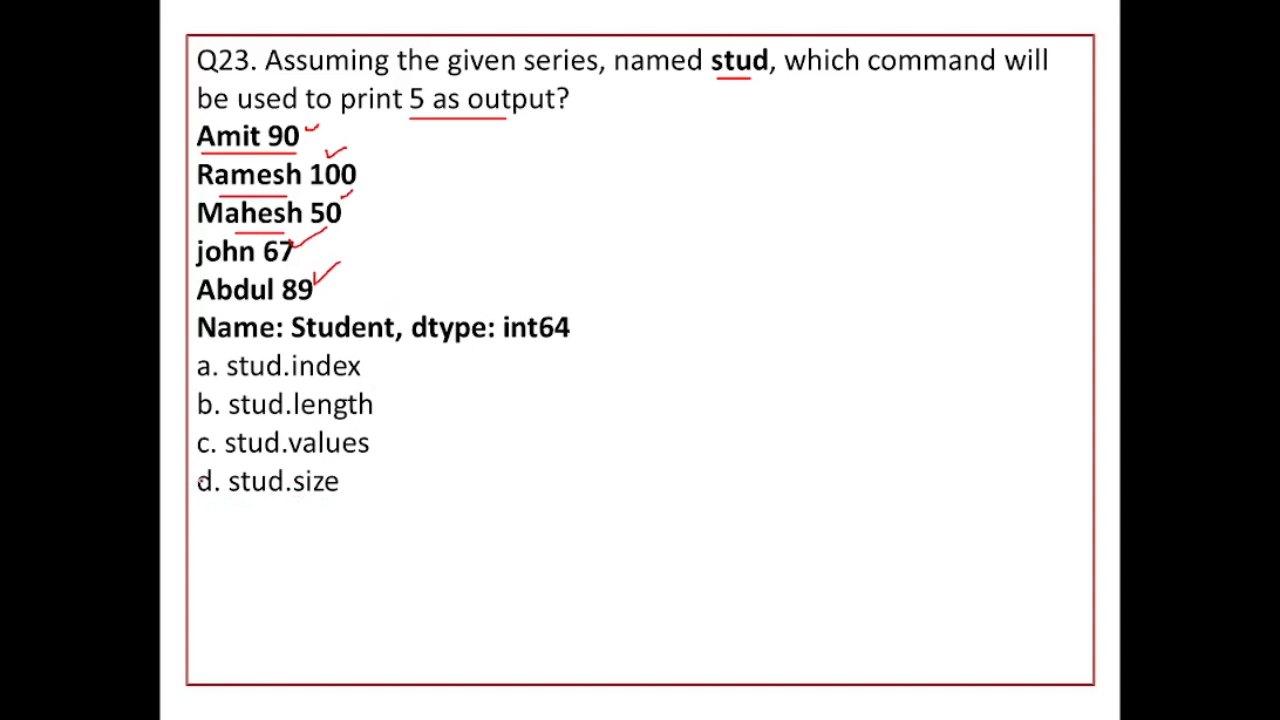 Q23. Assuming the given series, named stud, which command will
be used to print 5 as output?
Amit 90
Ramesh 100
Mahesh 50
john 67
Abdul 89
Name: Student, dtype: int64
a. stud.index
b. stud.length
c. stud.values
d. stud.size